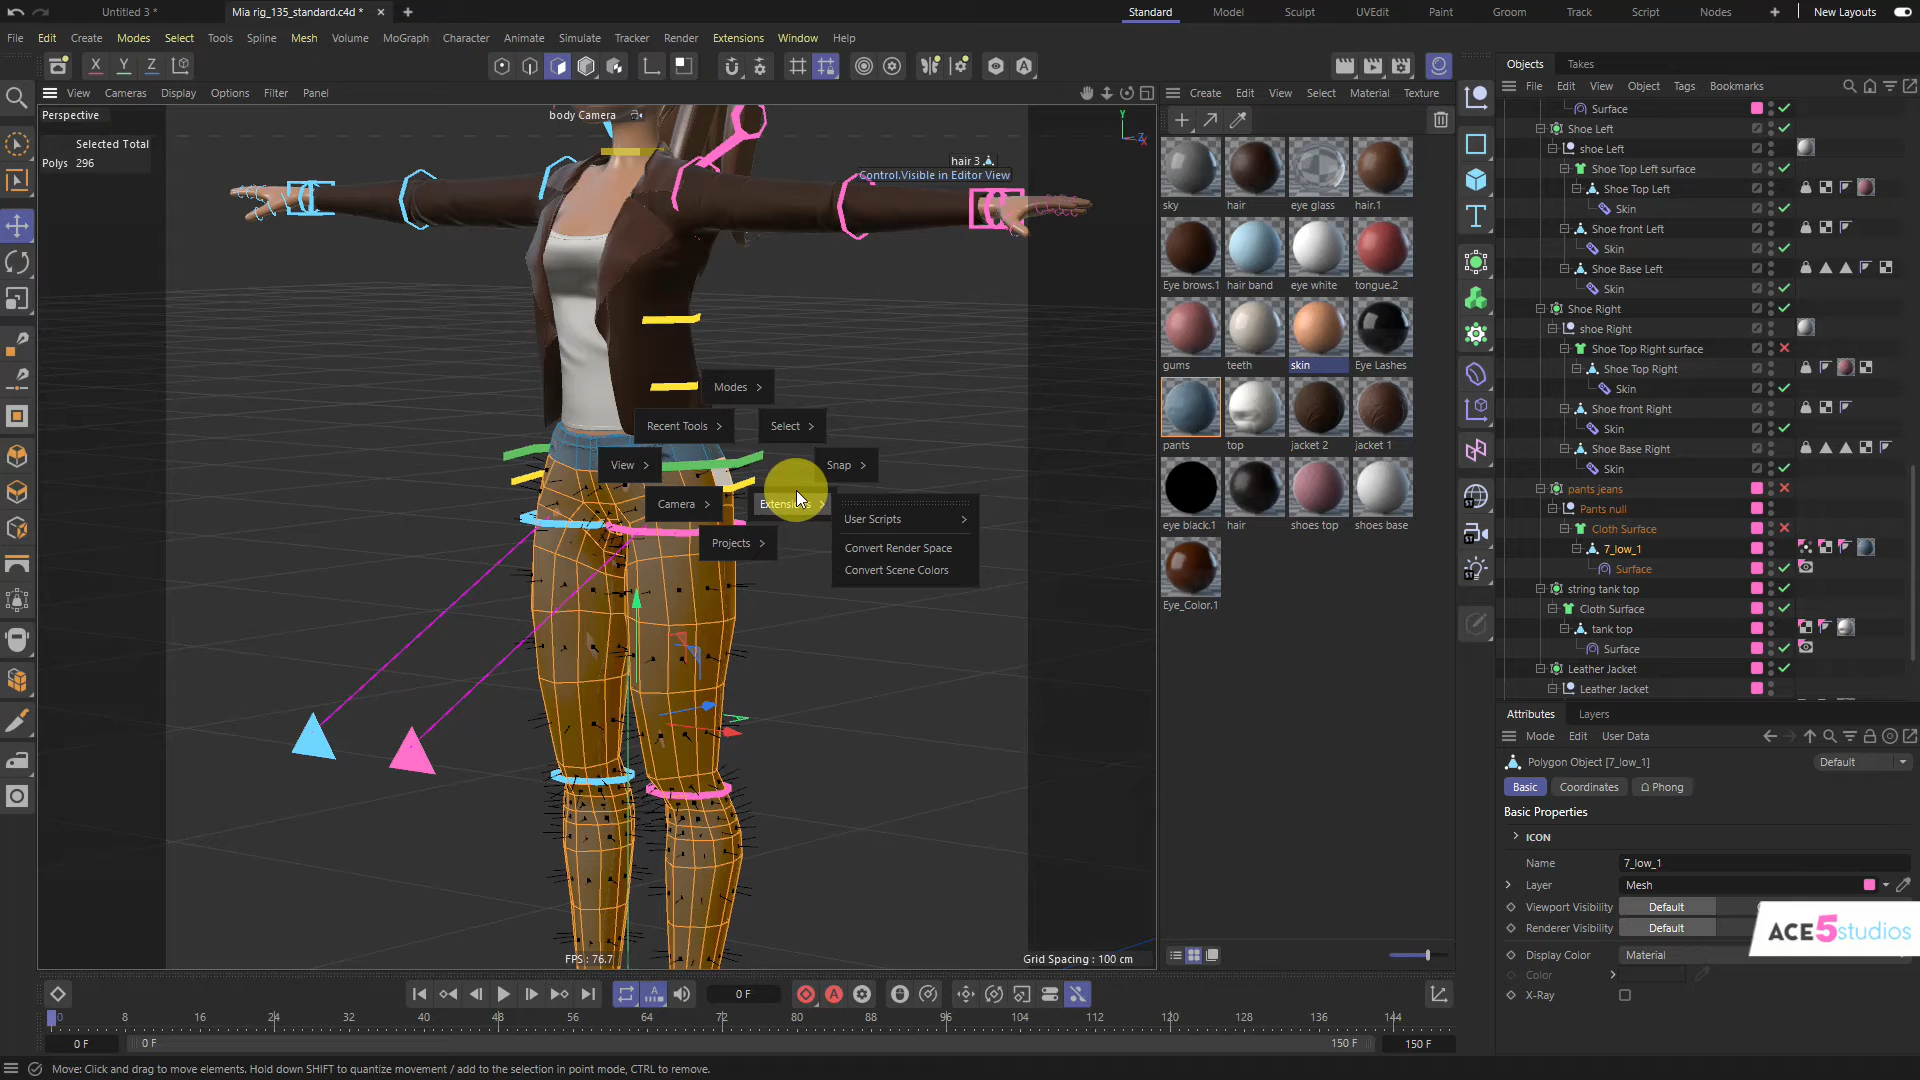 Untitled 3 *
Mia rig_135_standard.c4d *
Standard
Model
Sculpt
UVEdit
Paint
Groom
Track
Script
Nodes
New Layouts
File Edit Create Modes Select Tools Spline Mesh Volume MoGraph Character Animate Simulate Tracker Render Extensions Window Help
X Y Z
Objects Takes
View Cameras Display Options Filter Panel
Create Edit View Select Material Texture
File Edit View Object Tags Bookmarks
Perspective
body Camera
Selected Total
Polys 296
hair 3
Control.Visible in Editor View
Y
Z
X
sky
hair
eye glass
hair.1
Eye brows.1
hair band
eye white
tongue.2
gums
teeth
skin
Eye Lashes
pants
top
jacket 2
jacket 1
eye black.1
hair
shoes top
shoes base
Eye_Color.1
Modes
Recent Tools
Select
View
Snap
Camera
Extensions
Projects
User Scripts
Convert Render Space
Convert Scene Colors
FPS : 76.7
Grid Spacing : 100 cm
Surface
Shoe Left
shoe Left
Shoe Top Left surface
Shoe Top Left
Skin
Shoe front Left
Skin
Shoe Base Left
Skin
Shoe Right
shoe Right
Shoe Top Right surface
Shoe Top Right
Skin
Shoe front Right
Skin
Shoe Base Right
Skin
pants jeans
Pants null
Cloth Surface
7_low_1
Surface
string tank top
Cloth Surface
tank top
Surface
Leather Jacket
Leather Jacket
Attributes Layers
Mode Edit User Data
Polygon Object [7_low_1]
Default
Basic Coordinates Phong
Basic Properties
ICON
Name 7_low_1
Layer Mesh
Viewport Visibility Default
Renderer Visibility Default
Display Color Material
Color
X-Ray
ACE5studios
0 F
0 8 16 24 32 40 48 56 64 72 80 88 96 104 112 120 128 136 144
0 F
0 F
150 F
150 F
Move: Click and drag to move elements. Hold down SHIFT to quantize movement / add to the selection in point mode, CTRL to remove.